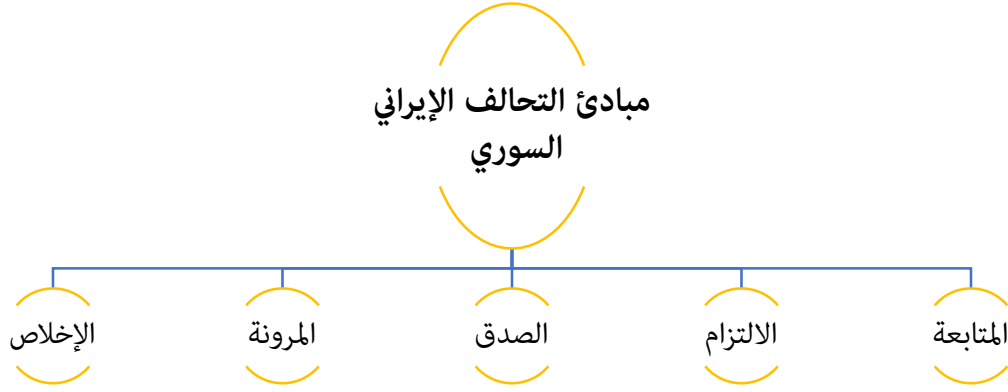 مبادئ التحالف الإيراني
السوري
المتابعة
الالتزام
الصدق
المرونة
الإخلاص